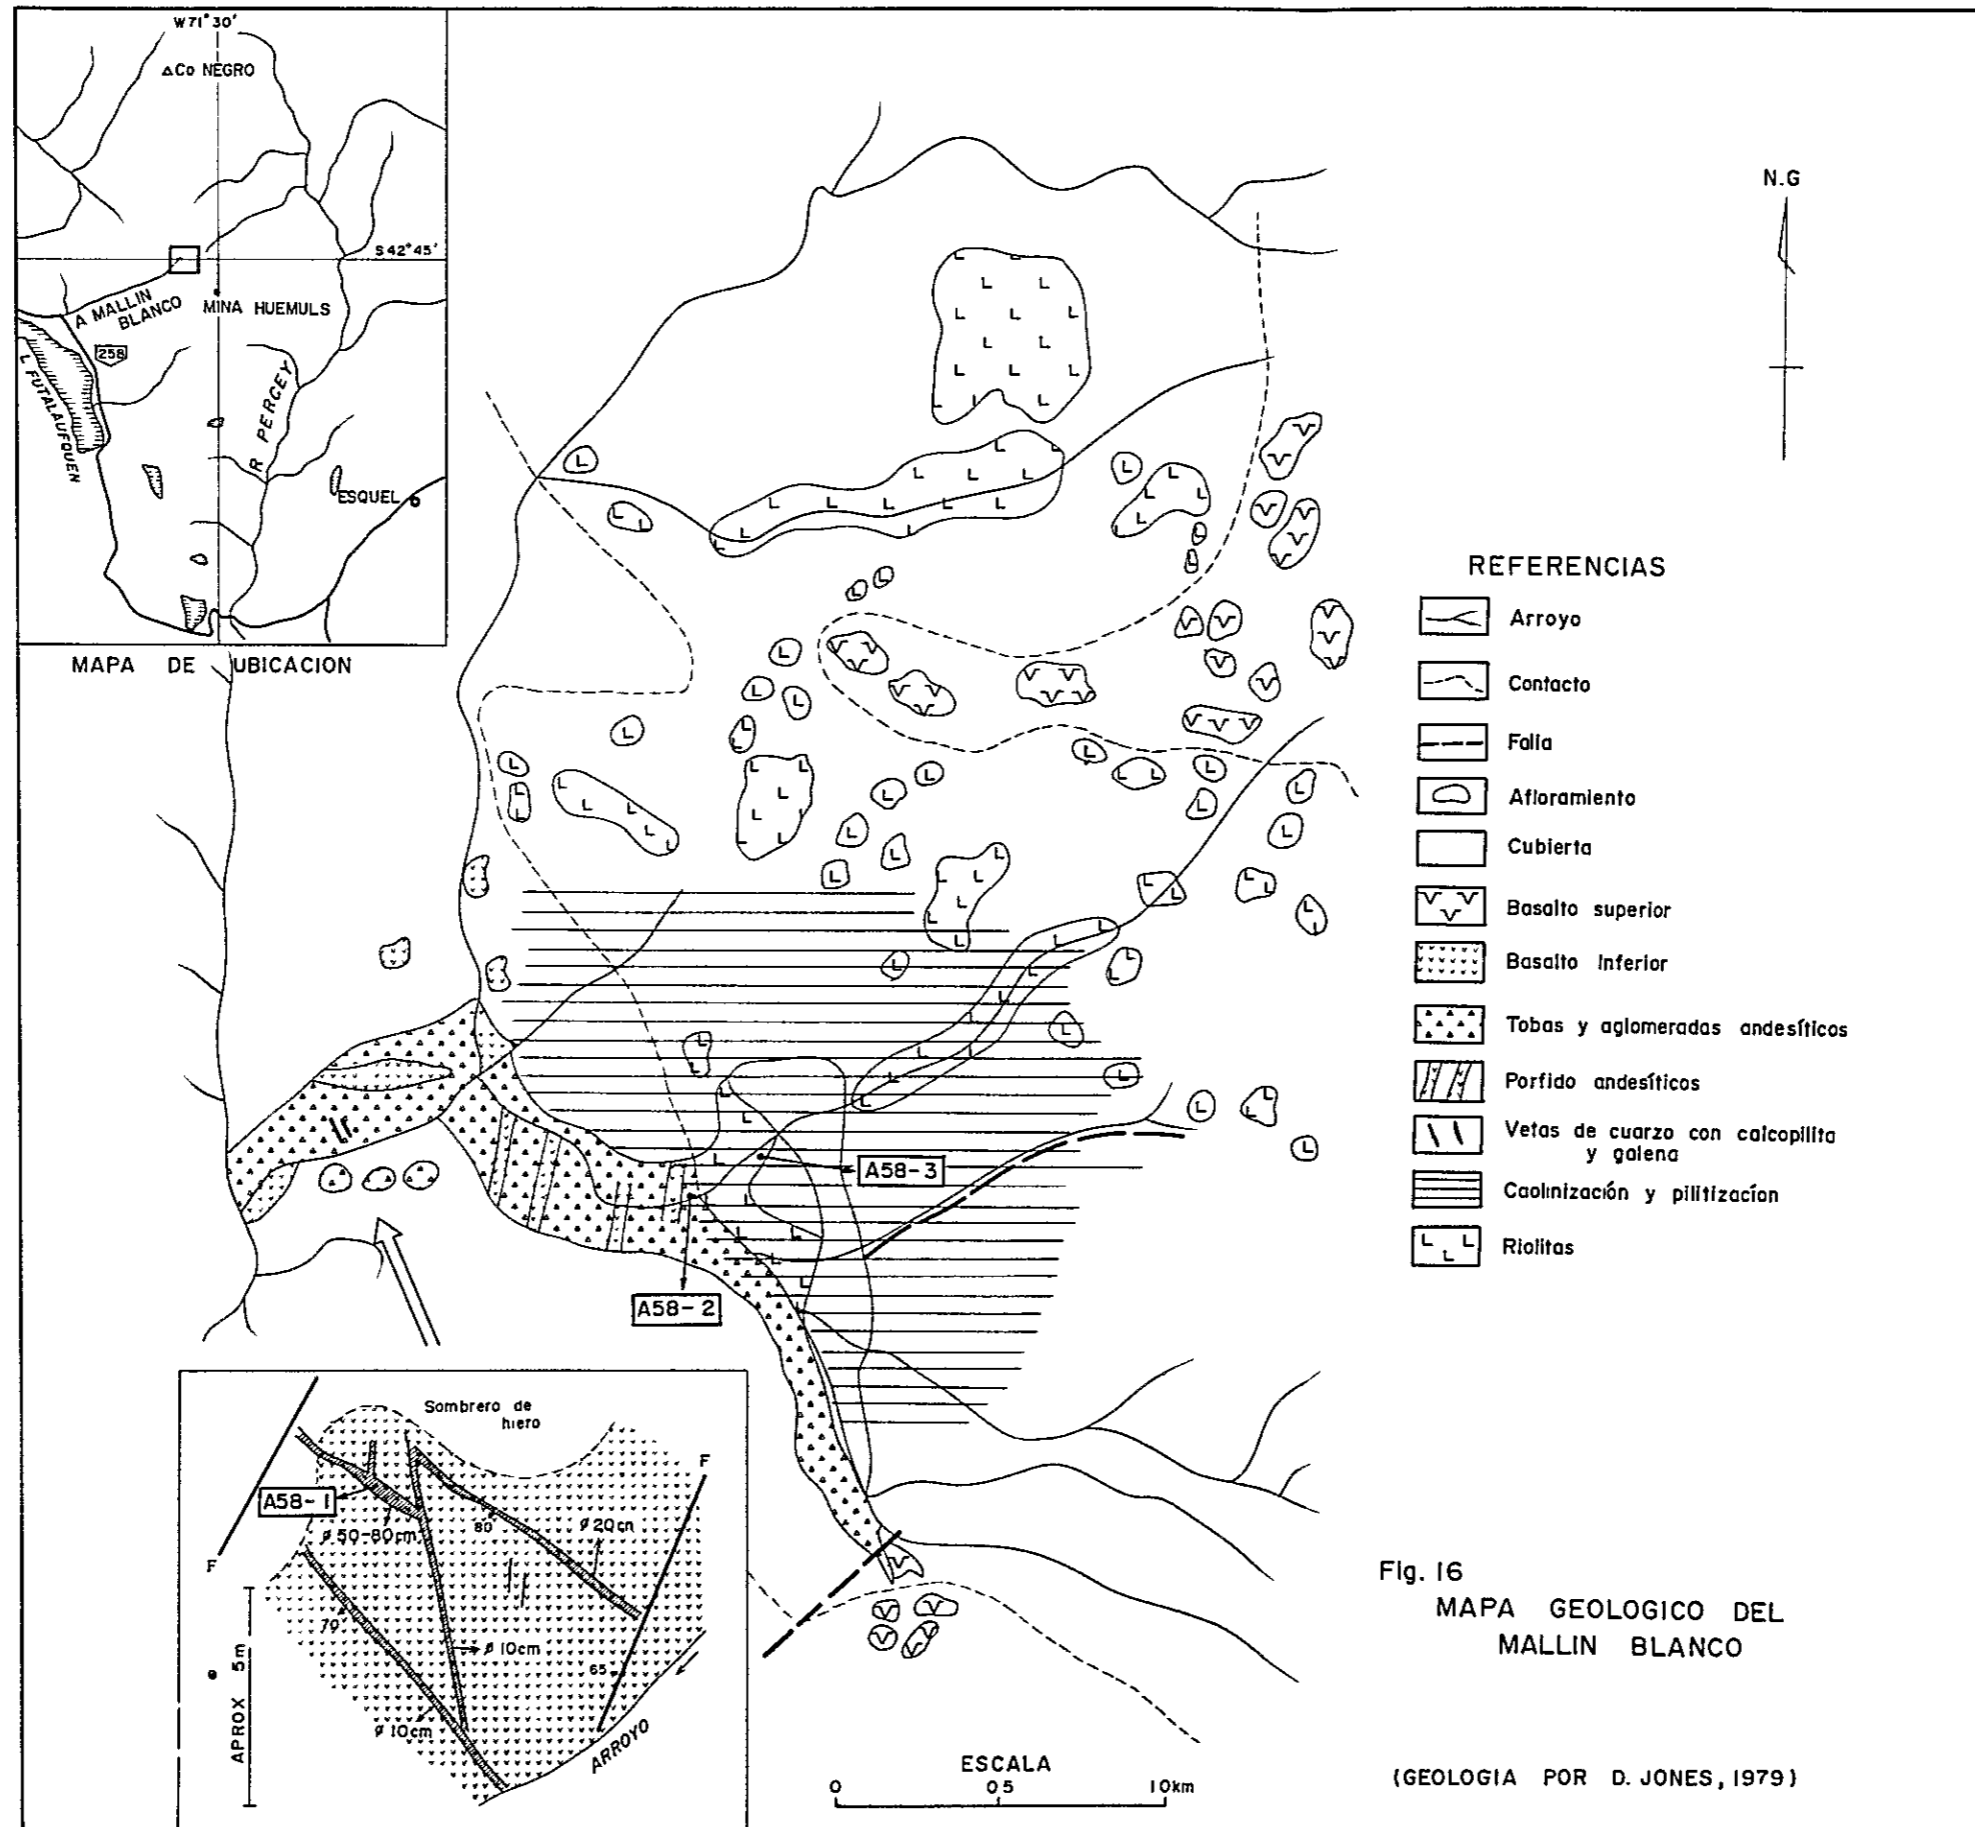 W71°30'
Co NEGRO
S42°45'
A MALLIN
BLANCO
MINA HUEMULS
258
L FUTALAUFQUEN
R PERCEY
ESQUEL
MAPA DE UBICACION
N.G
REFERENCIAS
Arroyo
Contacto
Falla
Afloramiento
Cubierta
Basalto superior
Basalto Inferior
Tobas y aglomeradas andesíticos
Porfido andesíticos
Vetas de cuarzo con calcopilita
y galena
Caolinización y pilitizacíon
Riolitas
A58-3
A58-2
Sombrero de
hiero
F
F
A58-1
ø 50-80cm
80
ø 20cn
70
ø 10cm
65
ø 10cm
APROX 5m
ARROYO
ESCALA
0 05 10km
Fig. 16
MAPA GEOLOGICO DEL
MALLIN BLANCO
(GEOLOGIA POR D. JONES, 1979)